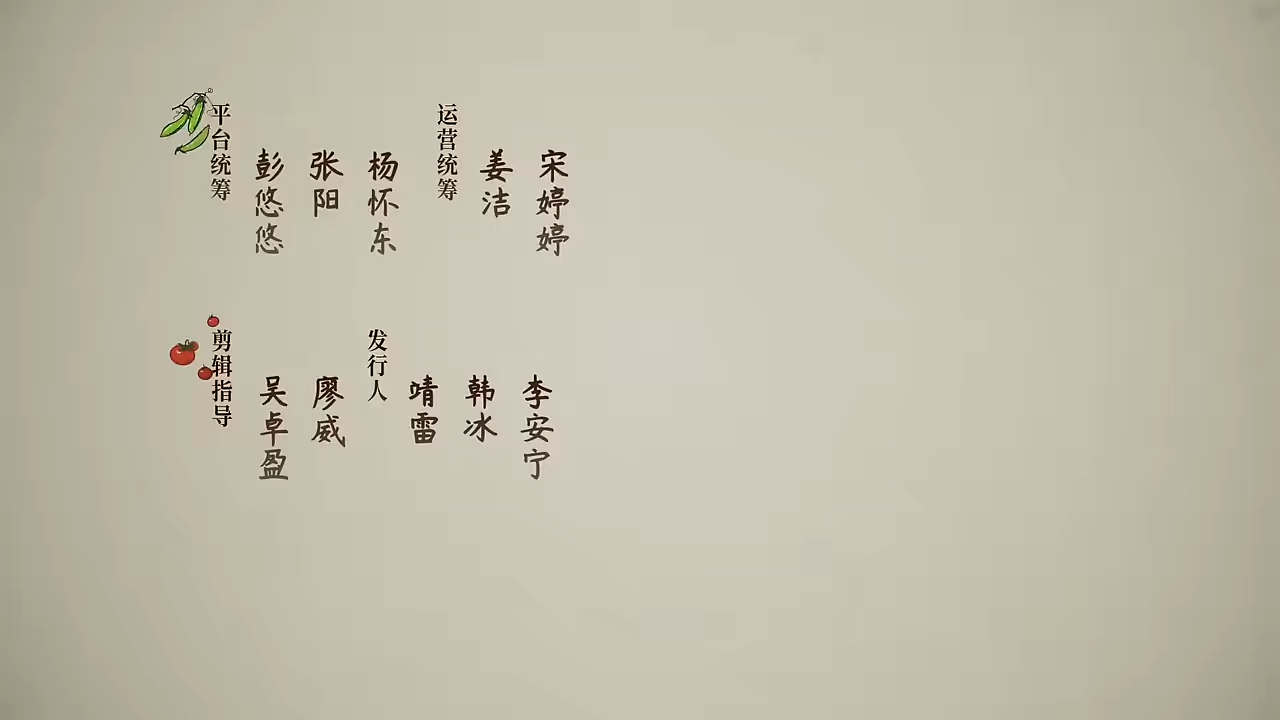 平台统筹
彭悠悠
张阳
杨怀东
运营统筹
姜洁
宋婷婷
剪辑指导
吴卓盈
廖威
发行人
靖雷
韩冰
李安宁